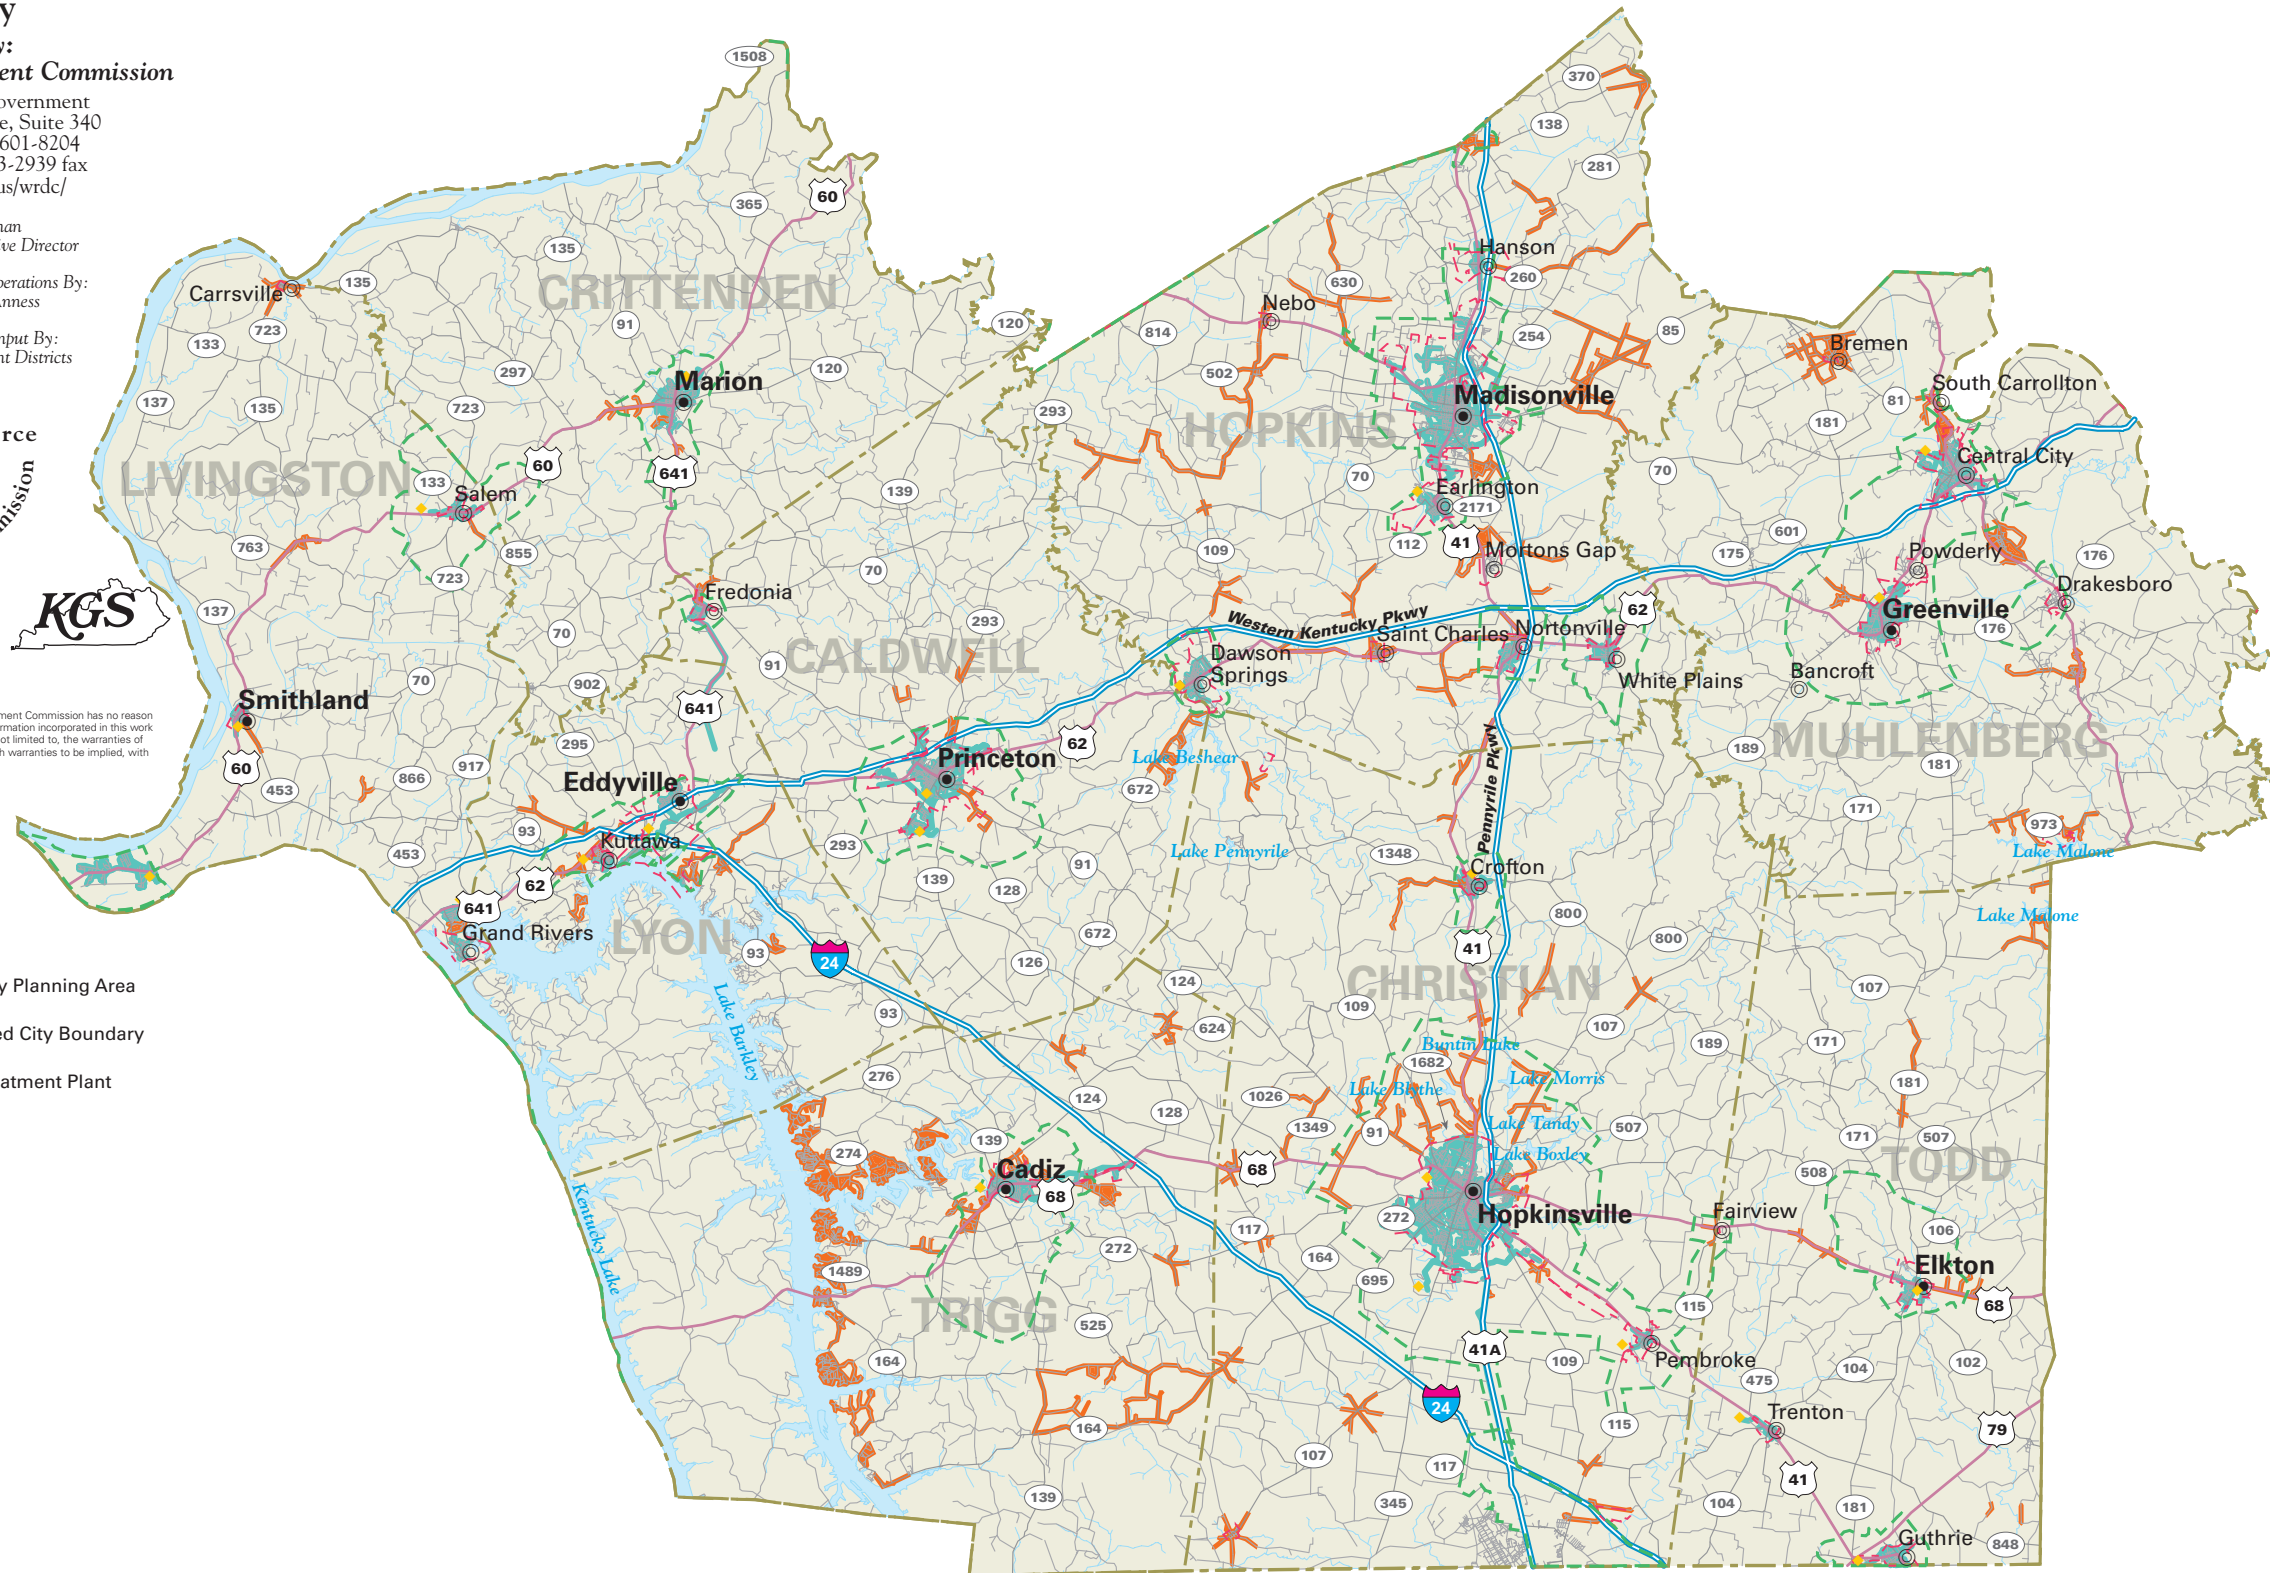 y
y:
ent Commission
overnment
e, Suite 340
601-8204
3-2939 fax
us/wrdc/
nan
ive Director
perations By:
Anness
nput By:
nt Districts
rce
mission
KGS
ment Commission has no reason
rmation incorporated in this work
ot limited to, the warranties of
h warranties to be implied, with
y Planning Area
ed City Boundary
atment Plant
1508
370
138
281
60
365
135
CRITTENDEN
Hanson
260
Carrsville
135
723
133
91
120
630
Nebo
814
254
85
Bremen
297
120
502
Marion
Madisonville
South Carrollton
81
137
135
723
293
HOPKINS
181
Central City
LIVINGSTON
60
641
133
Salem
139
70
Earlington
2171
70
763
855
109
112
41
Mortons Gap
175
601
Powderly
176
723
70
Drakesboro
137
Fredonia
293
Western Kentucky Pkwy
62
Greenville
70
Saint Charles
Nortonville
176
91
CALDWELL
Dawson
Springs
White Plains
Bancroft
70
902
Smithland
641
62
Pennyrile Pkwy
189
MUHLENBERG
181
295
Princeton
Lake Beshear
60
453
866
917
Eddyville
672
171
973
Lake Malone
93
Kuttawa
293
Lake Pennyrile
1348
453
62
139
128
91
Crofton
641
Grand Rivers
LYON
93
24
672
126
41
800
800
Lake Malone
124
CHRISTIAN
107
93
Lake Barkley
624
109
107
189
171
Buntin Lake
1682
276
Lake Blythe
Lake Morris
181
124
128
1026
1349
91
Lake Tandy
507
171
507
139
274
Lake Boxley
Cadiz
68
68
508
TODD
Kentucky Lake
272
Hopkinsville
Fairview
106
117
272
164
1489
695
Elkton
68
TRIGG
525
115
164
41A
109
Pembroke
104
102
475
24
164
115
Trenton
79
107
117
41
139
345
104
181
Guthrie
848